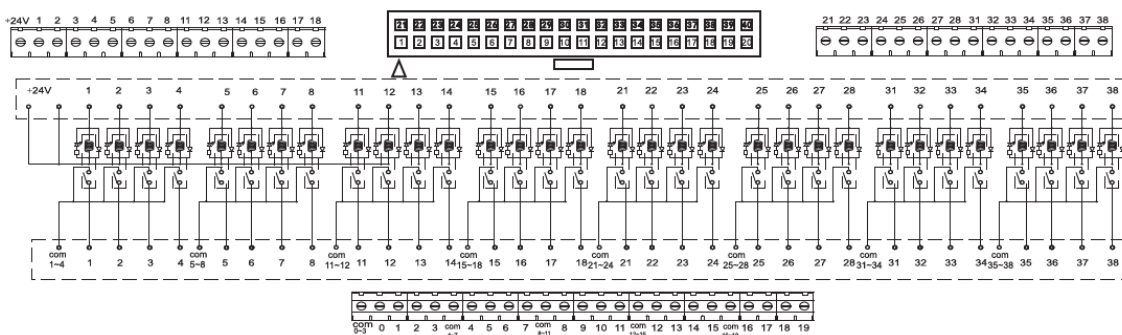 +24V 1 2 3 4 5 6 7 8 11 12 13 14 15 16 17 18
21 22 23 24 25 26 27 28 29 30 31 32 33 34 35 36 37 38 39 40
1 2 3 4 5 6 7 8 9 10 11 12 13 14 15 16 17 18 19 20
21 22 23 24 25 26 27 28 31 32 33 34 35 36 37 38
+24V 1 2 3 4 5 6 7 8 11 12 13 14 15 16 17 18 21 22 23 24 25 26 27 28 31 32 33 34 35 36 37 38
com 1~4 1 2 3 4 com 5~8 5 6 7 8 com 11~12 11 12 13 14 com 15~18 15 16 17 18 com 21~24 21 22 23 24 com 25~28 25 26 27 28 com 31~34 31 32 33 34 com 35~38 35 36 37 38
com 0~3 0 1 2 3 com 4~7 4 5 6 7 com 8~11 8 9 10 11 com 12~15 12 13 14 15 com 16~19 16 17 18 19